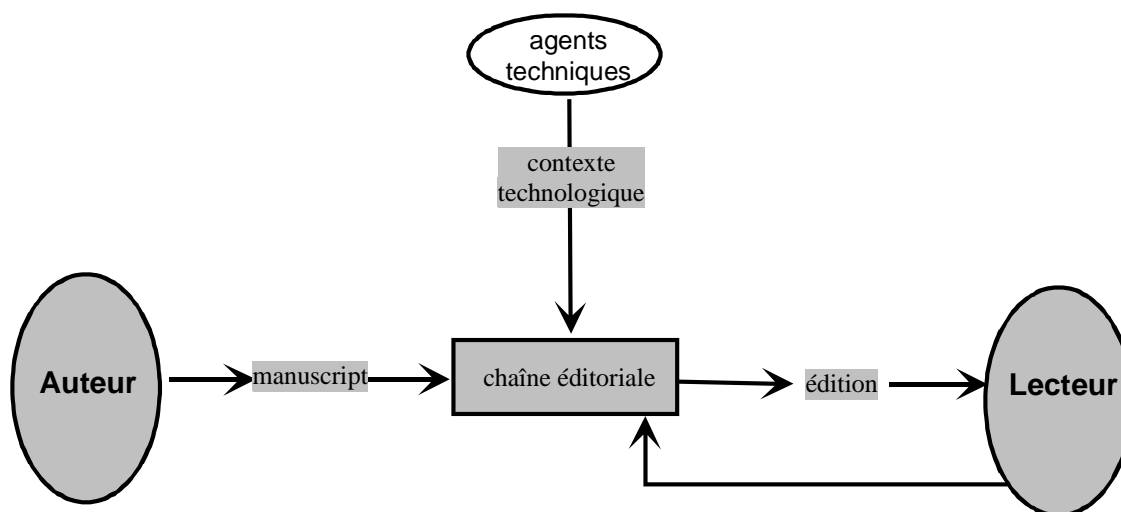 agents
techniques
contexte
technologique
Auteur
manuscript
chaîne éditoriale
édition
Lecteur